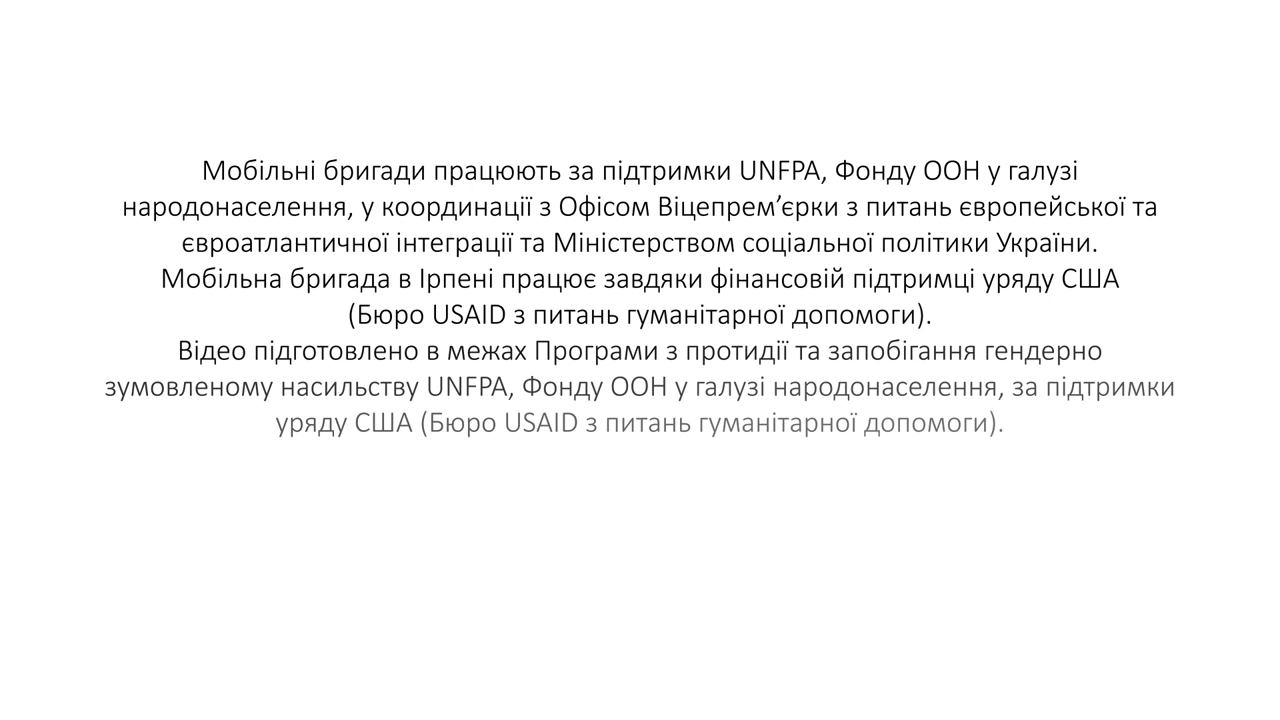 Мобільні бригади працюють за підтримки UNFPA, Фонду ООН у галузі
народонаселення, у координації з Офісом Віцепрем’єрки з питань європейської та
євроатлантичної інтеграції та Міністерством соціальної політики України.
Мобільна бригада в Ірпені працює завдяки фінансовій підтримці уряду США
(Бюро USAID з питань гуманітарної допомоги).
Відео підготовлено в межах Програми з протидії та запобігання гендерно
зумовленому насильству UNFPA, Фонду ООН у галузі народонаселення, за підтримки
уряду США (Бюро USAID з питань гуманітарної допомоги).